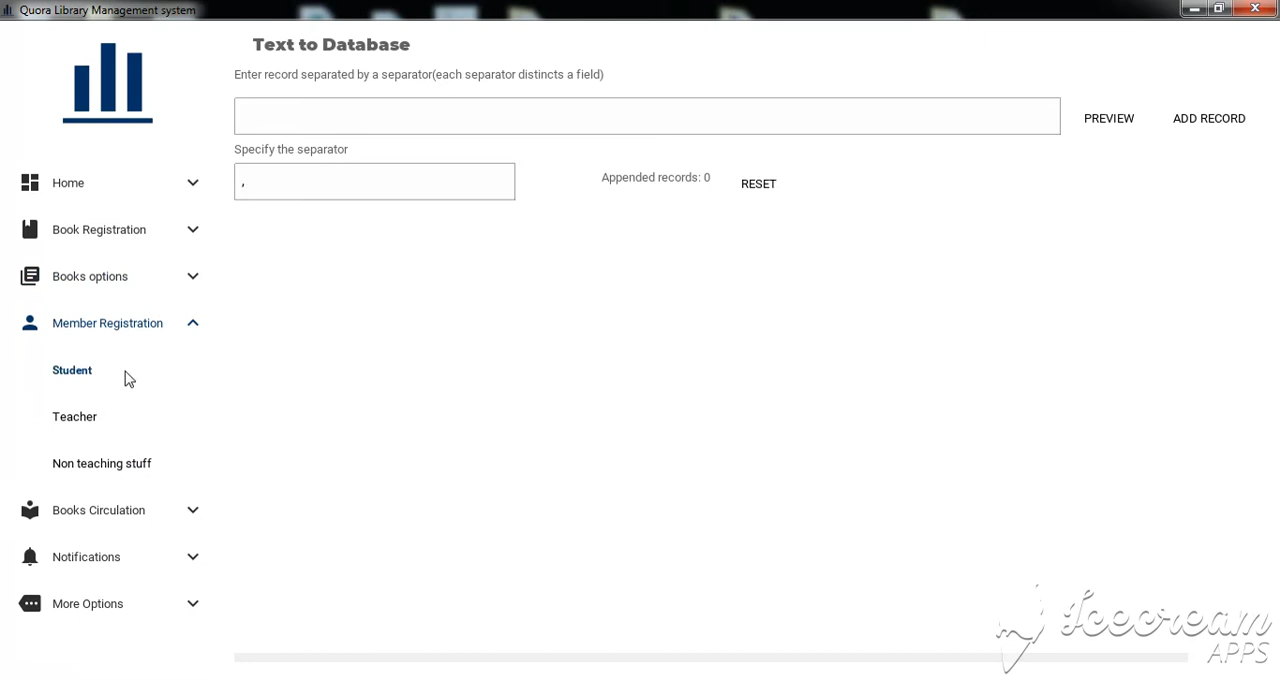 Quora Library Management system
Text to Database
Enter record separated by a separator(each separator distincts a field)
PREVIEW
ADD RECORD
Specify the separator
,
Appended records: 0
RESET
Home
Book Registration
Books options
Member Registration
Student
Teacher
Non teaching stuff
Books Circulation
Notifications
More Options
Icecream
APPS